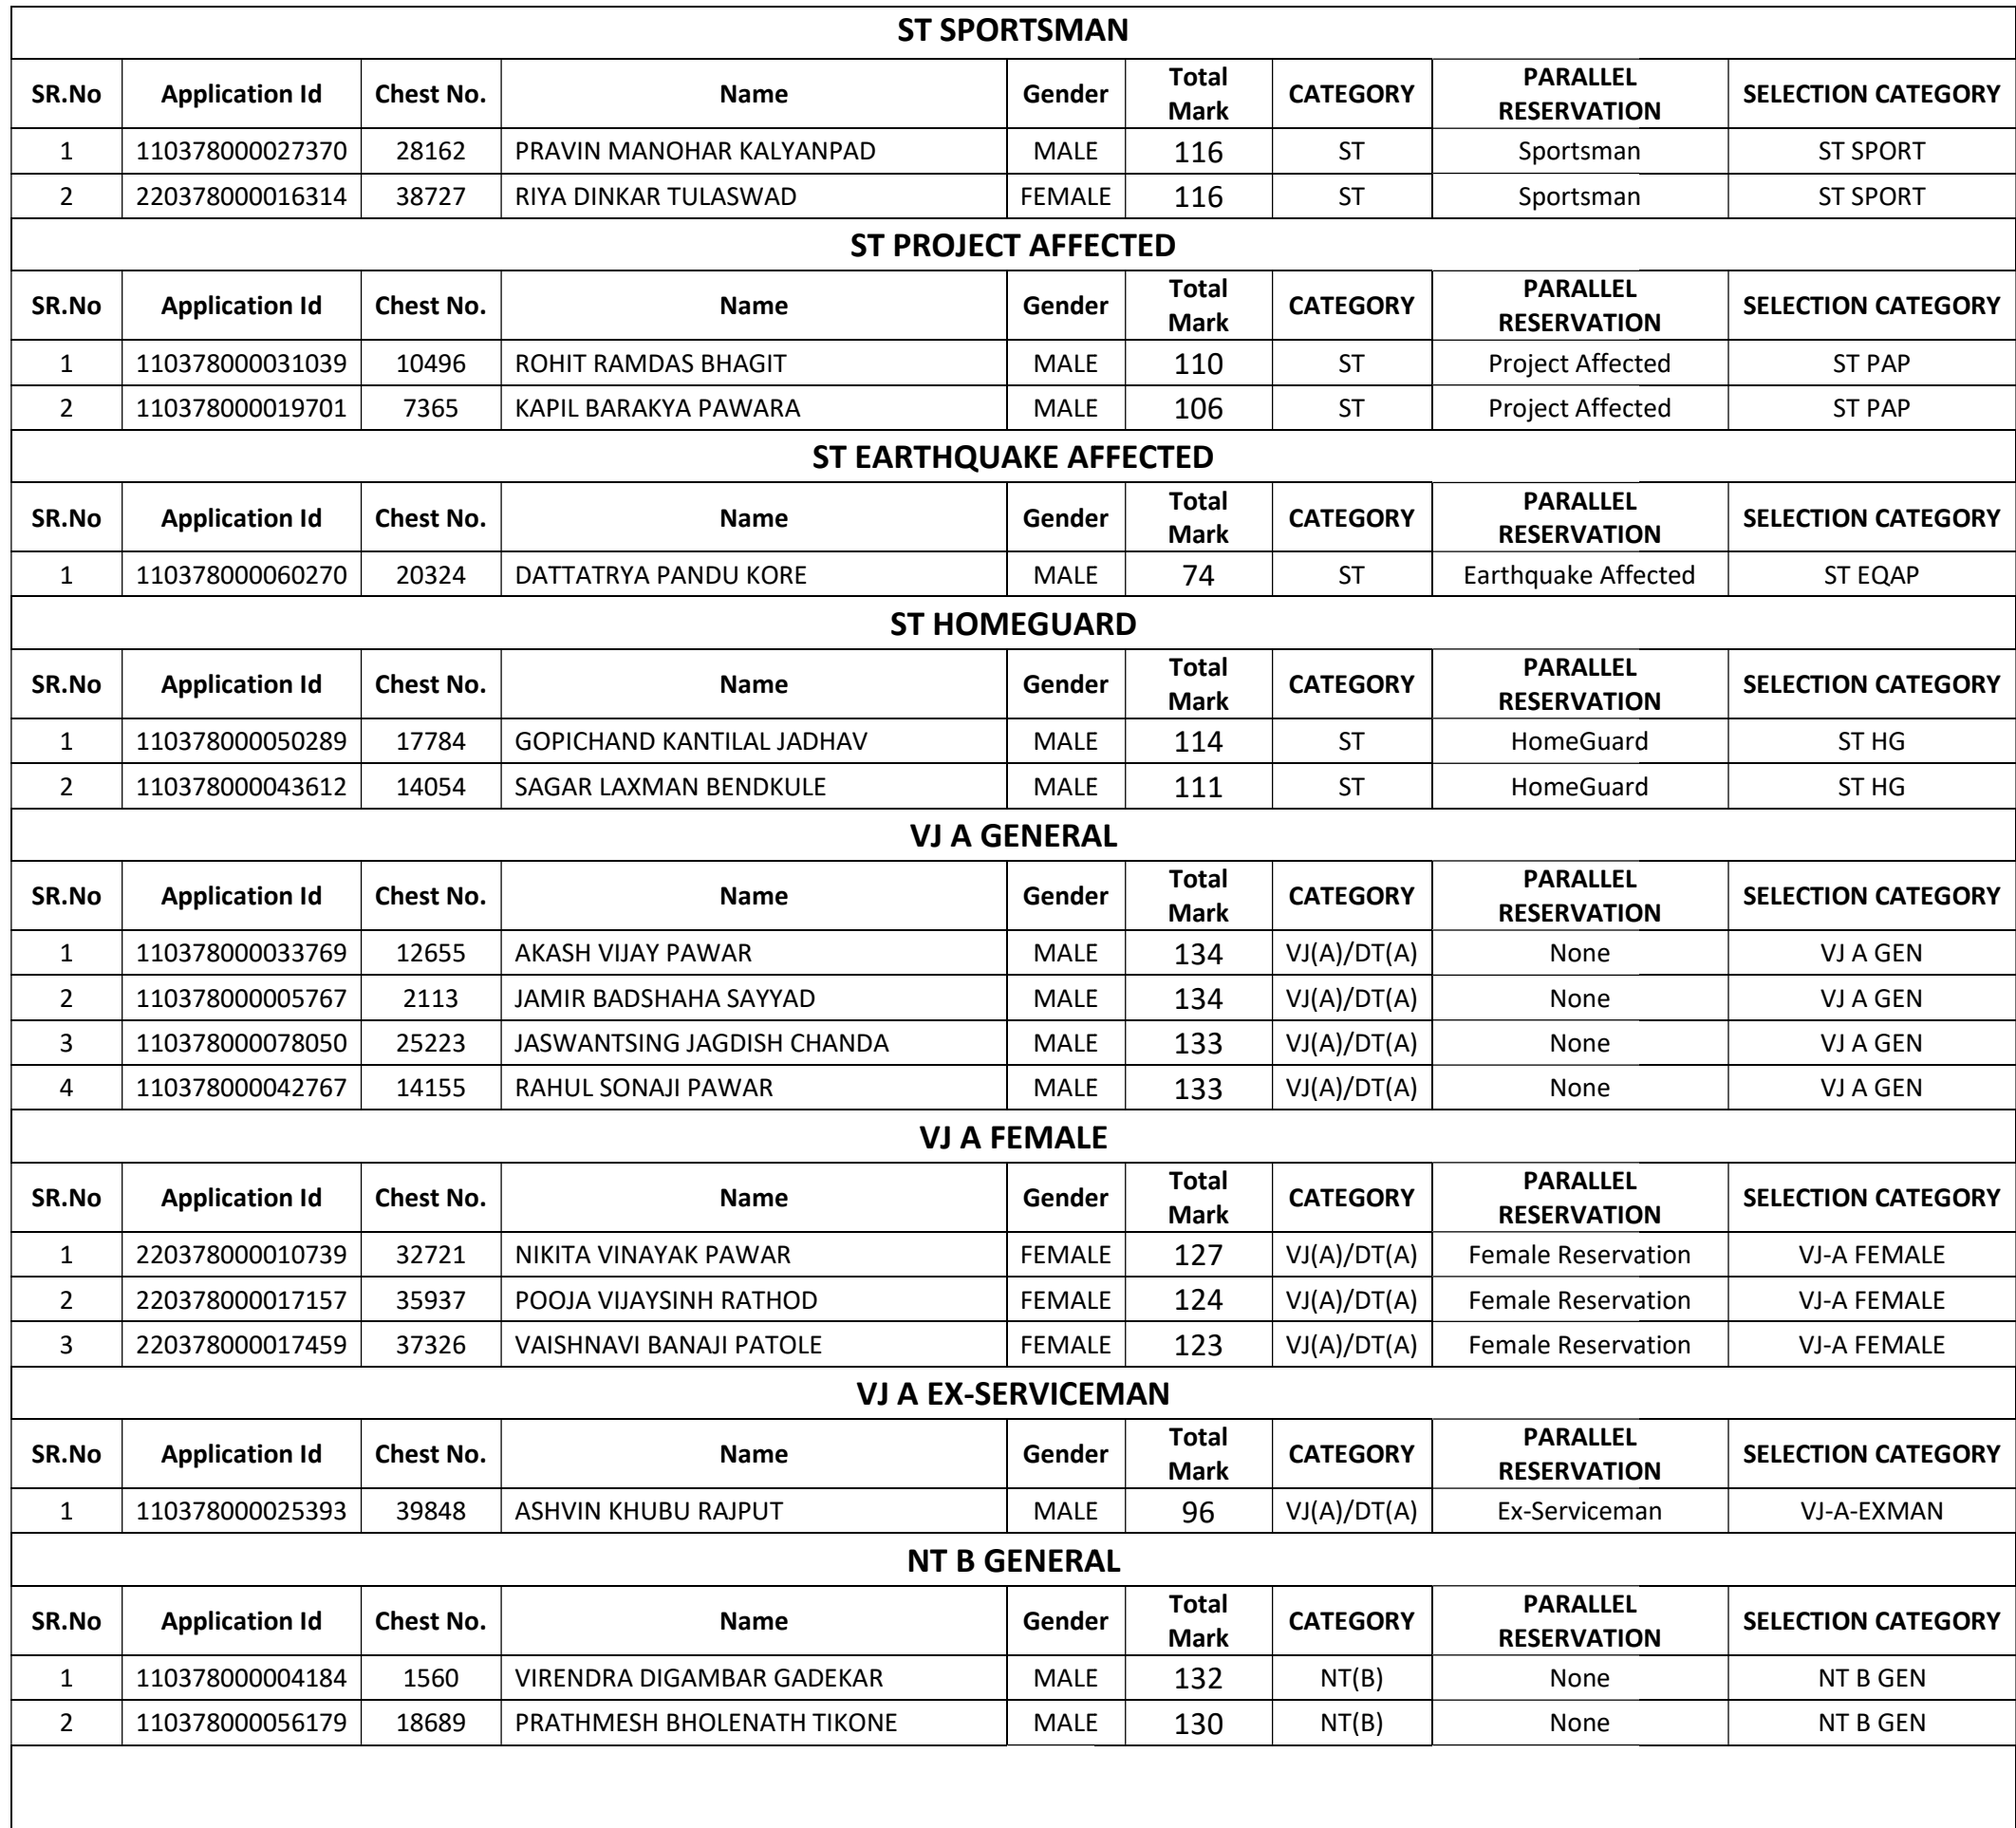 ST SPORTSMAN
SR.No Application Id Chest No. Name Gender Total Mark CATEGORY PARALLEL RESERVATION SELECTION CATEGORY
1 110378000027370 28162 PRAVIN MANOHAR KALYANPAD MALE 116 ST Sportsman ST SPORT
2 220378000016314 38727 RIYA DINKAR TULASWAD FEMALE 116 ST Sportsman ST SPORT
ST PROJECT AFFECTED
SR.No Application Id Chest No. Name Gender Total Mark CATEGORY PARALLEL RESERVATION SELECTION CATEGORY
1 110378000031039 10496 ROHIT RAMDAS BHAGIT MALE 110 ST Project Affected ST PAP
2 110378000019701 7365 KAPIL BARAKYA PAWARA MALE 106 ST Project Affected ST PAP
ST EARTHQUAKE AFFECTED
SR.No Application Id Chest No. Name Gender Total Mark CATEGORY PARALLEL RESERVATION SELECTION CATEGORY
1 110378000060270 20324 DATTATRYA PANDU KORE MALE 74 ST Earthquake Affected ST EQAP
ST HOMEGUARD
SR.No Application Id Chest No. Name Gender Total Mark CATEGORY PARALLEL RESERVATION SELECTION CATEGORY
1 110378000050289 17784 GOPICHAND KANTILAL JADHAV MALE 114 ST HomeGuard ST HG
2 110378000043612 14054 SAGAR LAXMAN BENDKULE MALE 111 ST HomeGuard ST HG
VJ A GENERAL
SR.No Application Id Chest No. Name Gender Total Mark CATEGORY PARALLEL RESERVATION SELECTION CATEGORY
1 110378000033769 12655 AKASH VIJAY PAWAR MALE 134 VJ(A)/DT(A) None VJ A GEN
2 110378000005767 2113 JAMIR BADSHAHA SAYYAD MALE 134 VJ(A)/DT(A) None VJ A GEN
3 110378000078050 25223 JASWANTSING JAGDISH CHANDA MALE 133 VJ(A)/DT(A) None VJ A GEN
4 110378000042767 14155 RAHUL SONAJI PAWAR MALE 133 VJ(A)/DT(A) None VJ A GEN
VJ A FEMALE
SR.No Application Id Chest No. Name Gender Total Mark CATEGORY PARALLEL RESERVATION SELECTION CATEGORY
1 220378000010739 32721 NIKITA VINAYAK PAWAR FEMALE 127 VJ(A)/DT(A) Female Reservation VJ-A FEMALE
2 220378000017157 35937 POOJA VIJAYSINH RATHOD FEMALE 124 VJ(A)/DT(A) Female Reservation VJ-A FEMALE
3 220378000017459 37326 VAISHNAVI BANAJI PATOLE FEMALE 123 VJ(A)/DT(A) Female Reservation VJ-A FEMALE
VJ A EX-SERVICEMAN
SR.No Application Id Chest No. Name Gender Total Mark CATEGORY PARALLEL RESERVATION SELECTION CATEGORY
1 110378000025393 39848 ASHVIN KHUBU RAJPUT MALE 96 VJ(A)/DT(A) Ex-Serviceman VJ-A-EXMAN
NT B GENERAL
SR.No Application Id Chest No. Name Gender Total Mark CATEGORY PARALLEL RESERVATION SELECTION CATEGORY
1 110378000004184 1560 VIRENDRA DIGAMBAR GADEKAR MALE 132 NT(B) None NT B GEN
2 110378000056179 18689 PRATHMESH BHOLENATH TIKONE MALE 130 NT(B) None NT B GEN